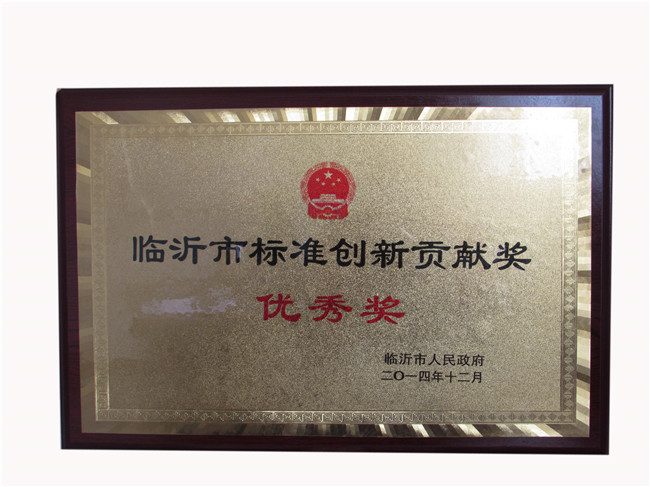 临沂市标准创新贡献奖
优秀奖
临沂市人民政府
二〇一四年十二月